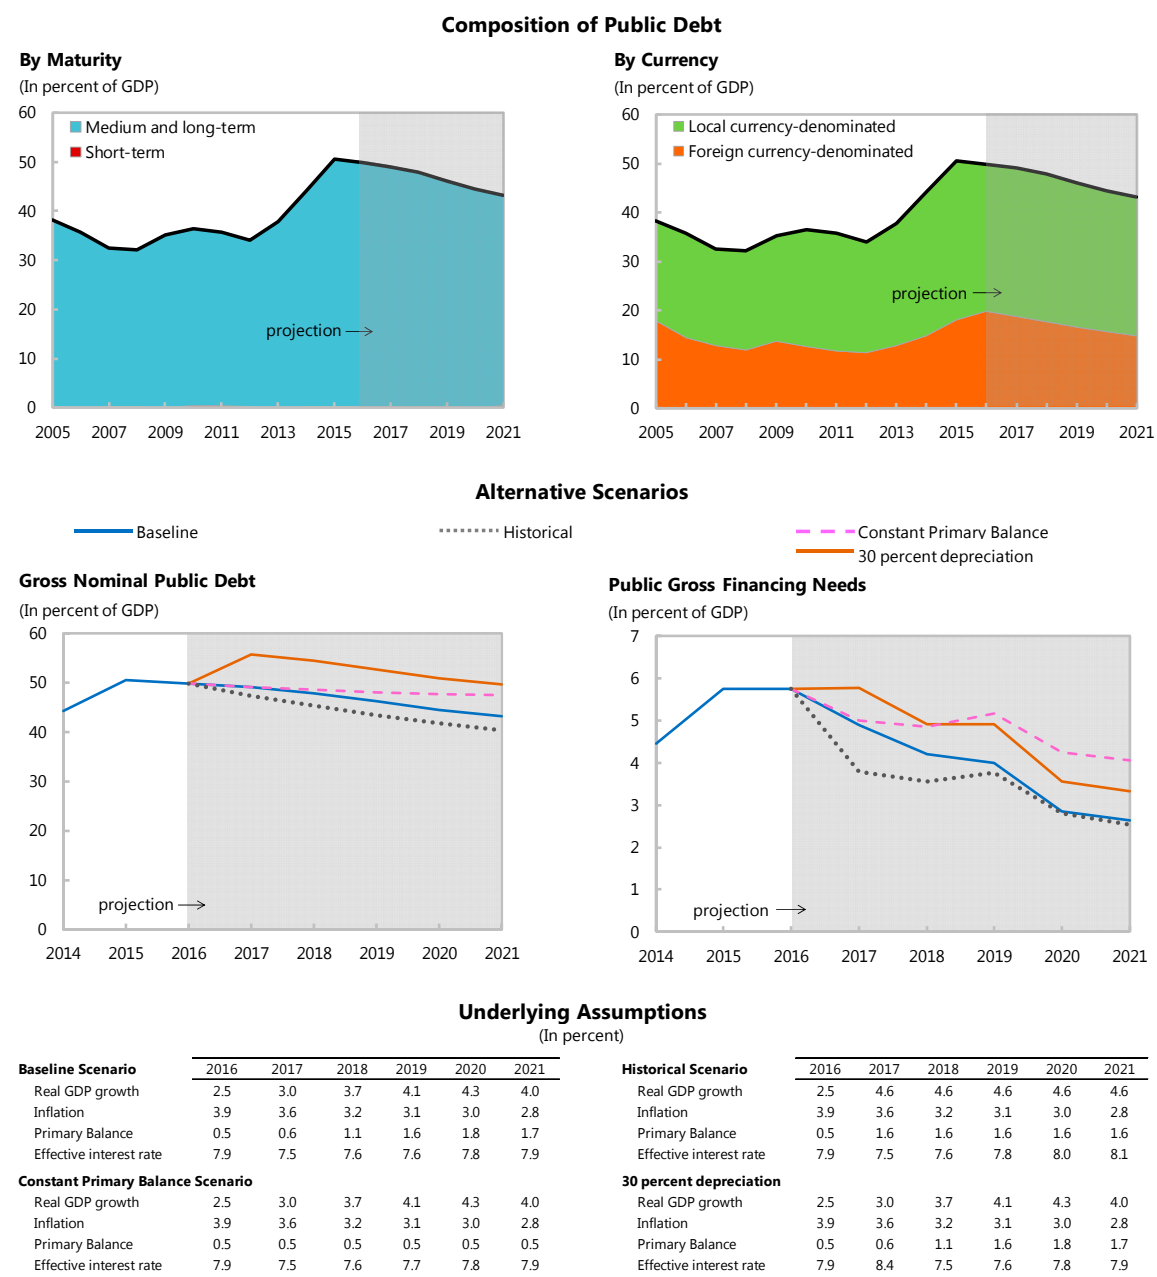 Composition of Public Debt
By Maturity
(In percent of GDP)
60
50
40
30
20
10
0
Medium and long-term
Short-term
projection
2005 2007 2009 2011 2013 2015 2017 2019 2021
By Currency
(In percent of GDP)
60
50
40
30
20
10
0
Local currency-denominated
Foreign currency-denominated
projection
2005 2007 2009 2011 2013 2015 2017 2019 2021
Alternative Scenarios
Baseline
Historical
Constant Primary Balance
30 percent depreciation
Gross Nominal Public Debt
(In percent of GDP)
60
50
40
30
20
10
0
projection
2014 2015 2016 2017 2018 2019 2020 2021
Public Gross Financing Needs
(In percent of GDP)
7
6
5
4
3
2
1
0
projection
2014 2015 2016 2017 2018 2019 2020 2021
Underlying Assumptions
(In percent)
Baseline Scenario 2016 2017 2018 2019 2020 2021
Real GDP growth 2.5 3.0 3.7 4.1 4.3 4.0
Inflation 3.9 3.6 3.2 3.1 3.0 2.8
Primary Balance 0.5 0.6 1.1 1.6 1.8 1.7
Effective interest rate 7.9 7.5 7.6 7.6 7.8 7.9
Constant Primary Balance Scenario
Real GDP growth 2.5 3.0 3.7 4.1 4.3 4.0
Inflation 3.9 3.6 3.2 3.1 3.0 2.8
Primary Balance 0.5 0.5 0.5 0.5 0.5 0.5
Effective interest rate 7.9 7.5 7.6 7.7 7.8 7.9
Historical Scenario 2016 2017 2018 2019 2020 2021
Real GDP growth 2.5 4.6 4.6 4.6 4.6 4.6
Inflation 3.9 3.6 3.2 3.1 3.0 2.8
Primary Balance 0.5 1.6 1.6 1.6 1.6 1.6
Effective interest rate 7.9 7.5 7.6 7.8 8.0 8.1
30 percent depreciation
Real GDP growth 2.5 3.0 3.7 4.1 4.3 4.0
Inflation 3.9 3.6 3.2 3.1 3.0 2.8
Primary Balance 0.5 0.6 1.1 1.6 1.8 1.7
Effective interest rate 7.9 8.4 7.5 7.6 7.8 7.9